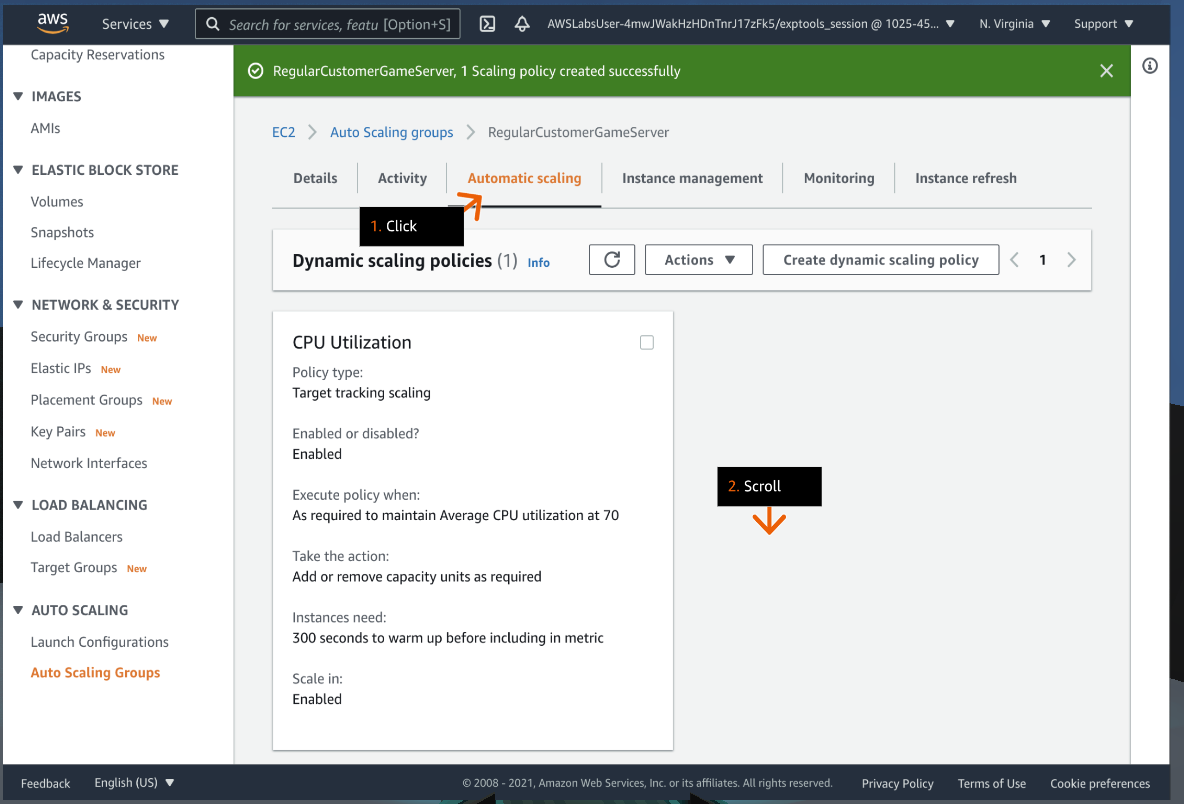 aws
Services
Search for services, featu [Option+S]
AWSLabsUser-4mwJWakHzHDnTnrJ17zFk5/exptools_session @ 1025-45...
N. Virginia
Support
Capacity Reservations
IMAGES
AMIs
ELASTIC BLOCK STORE
Volumes
Snapshots
Lifecycle Manager
NETWORK & SECURITY
Security Groups New
Elastic IPs New
Placement Groups New
Key Pairs New
Network Interfaces
LOAD BALANCING
Load Balancers
Target Groups New
AUTO SCALING
Launch Configurations
Auto Scaling Groups
RegularCustomerGameServer, 1 Scaling policy created successfully
EC2 > Auto Scaling groups > RegularCustomerGameServer
Details Activity Automatic scaling Instance management Monitoring Instance refresh
1. Click
Dynamic scaling policies (1) Info
Actions
Create dynamic scaling policy
1
CPU Utilization
Policy type:
Target tracking scaling
Enabled or disabled?
Enabled
Execute policy when:
As required to maintain Average CPU utilization at 70
Take the action:
Add or remove capacity units as required
Instances need:
300 seconds to warm up before including in metric
Scale in:
Enabled
2. Scroll
Feedback English (US) © 2008 - 2021, Amazon Web Services, Inc. or its affiliates. All rights reserved. Privacy Policy Terms of Use Cookie preferences